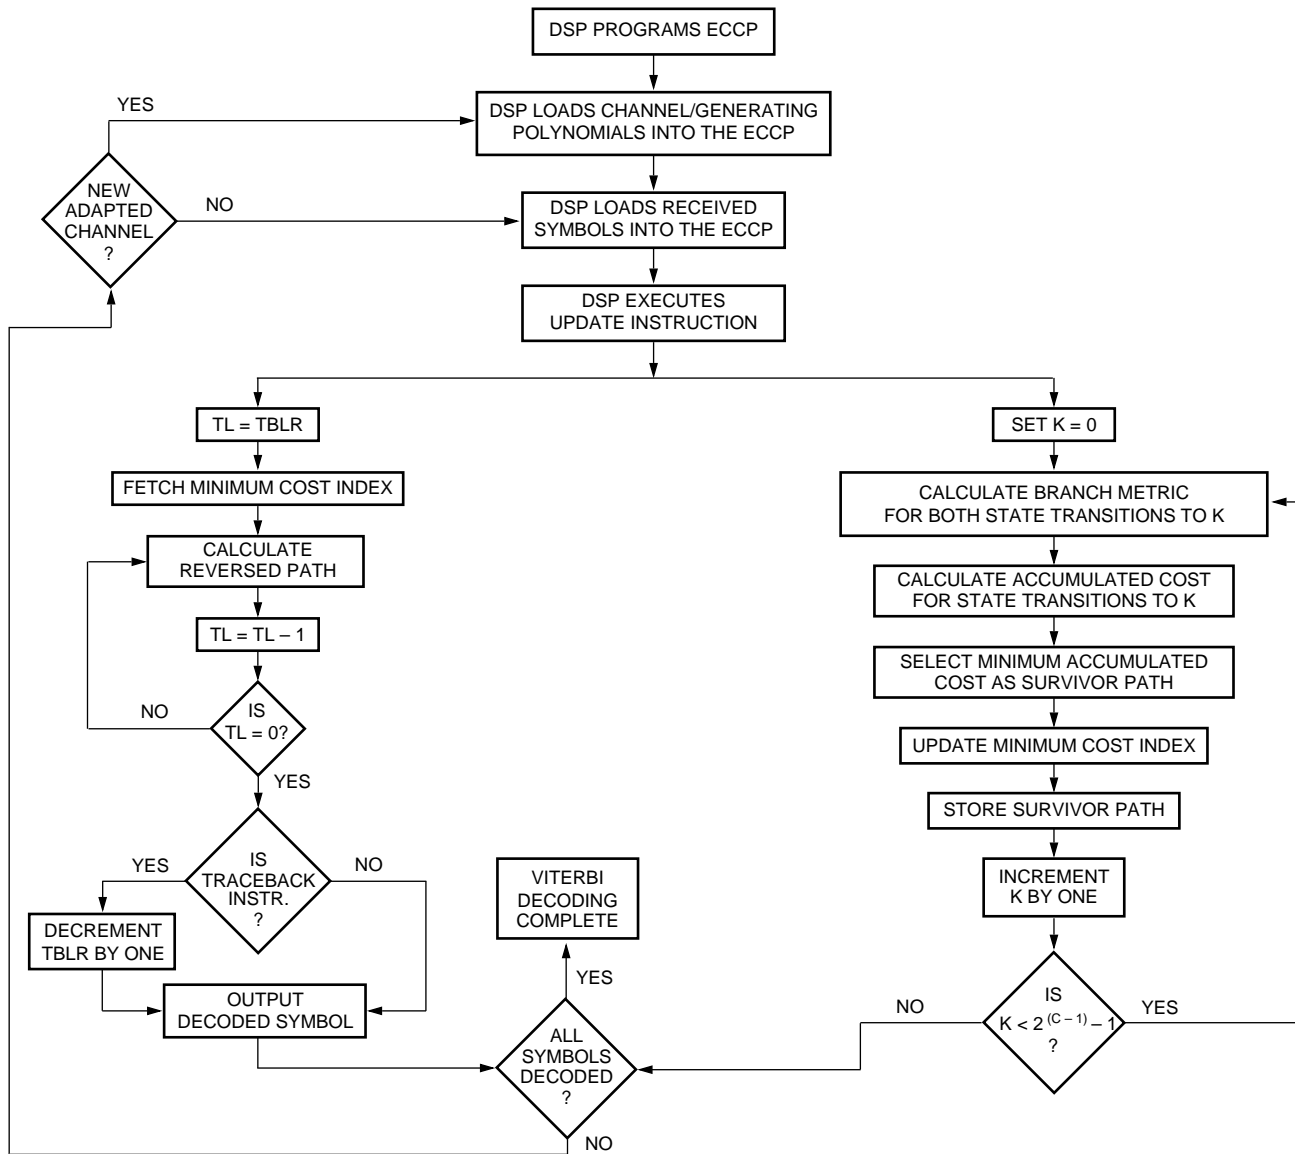 DSP PROGRAMS ECCP
YES
DSP LOADS CHANNEL/GENERATING
POLYNOMIALS INTO THE ECCP
NEW
ADAPTED
CHANNEL
?
NO
DSP LOADS RECEIVED
SYMBOLS INTO THE ECCP
DSP EXECUTES
UPDATE INSTRUCTION
TL = TBLR
FETCH MINIMUM COST INDEX
CALCULATE
REVERSED PATH
TL = TL – 1
IS
TL = 0?
NO
YES
IS
TRACEBACK
INSTR.
?
YES
NO
DECREMENT
TBLR BY ONE
OUTPUT
DECODED SYMBOL
SET K = 0
CALCULATE BRANCH METRIC
FOR BOTH STATE TRANSITIONS TO K
CALCULATE ACCUMULATED COST
FOR STATE TRANSITIONS TO K
SELECT MINIMUM ACCUMULATED
COST AS SURVIVOR PATH
UPDATE MINIMUM COST INDEX
STORE SURVIVOR PATH
INCREMENT
K BY ONE
IS
K < 2^(C – 1) – 1
?
NO
YES
VITERBI
DECODING
COMPLETE
YES
ALL
SYMBOLS
DECODED
?
NO